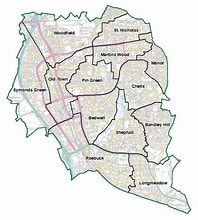 Woodfield
St. Nicholas
Martins Wood
Manor
Old Town
Pin Green
Chells
Symonds Green
Bedwell
Bandley Hill
Shephall
Roebuck
Longmeadow